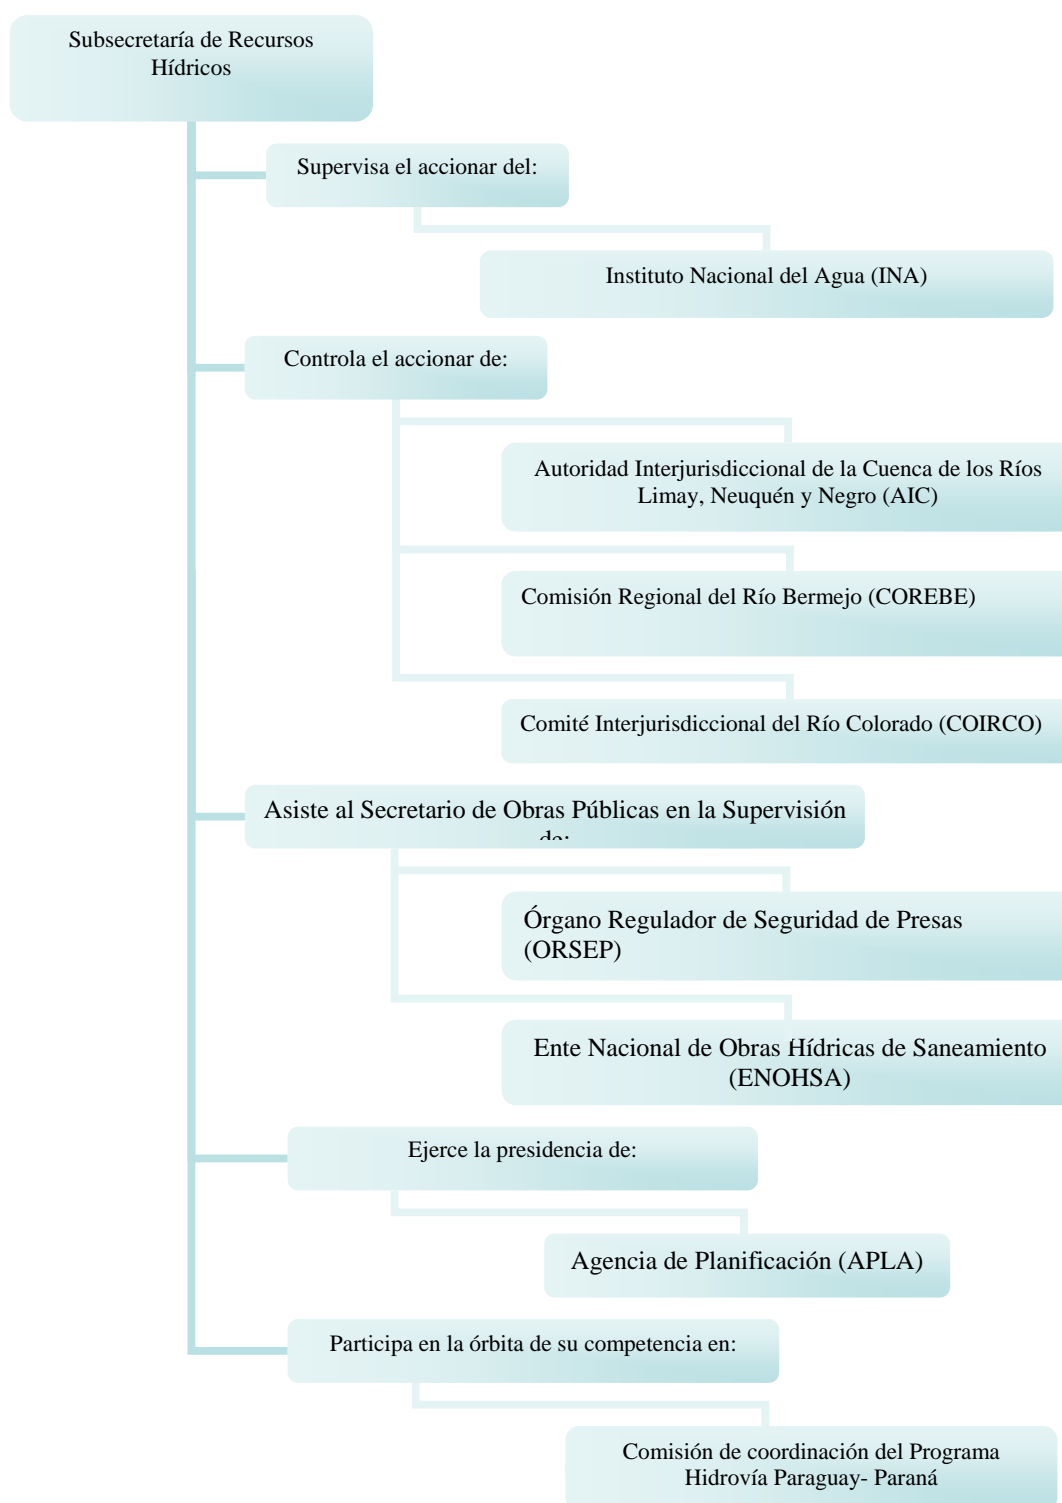 Subsecretaría de Recursos
Hídricos
Supervisa el accionar del:
Instituto Nacional del Agua (INA)
Controla el accionar de:
Autoridad Interjurisdiccional de la Cuenca de los Ríos
Limay, Neuquén y Negro (AIC)
Comisión Regional del Río Bermejo (COREBE)
Comité Interjurisdiccional del Río Colorado (COIRCO)
Asiste al Secretario de Obras Públicas en la Supervisión
de:
Órgano Regulador de Seguridad de Presas
(ORSEP)
Ente Nacional de Obras Hídricas de Saneamiento
(ENOHSA)
Ejerce la presidencia de:
Agencia de Planificación (APLA)
Participa en la órbita de su competencia en:
Comisión de coordinación del Programa
Hidrovía Paraguay- Paraná